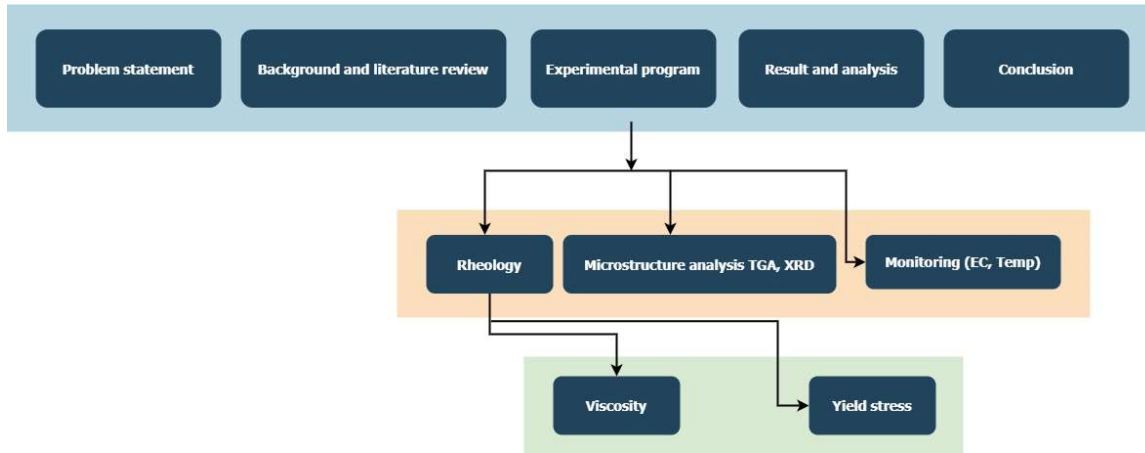 Problem statement
Background and literature review
Experimental program
Result and analysis
Conclusion
Rheology
Microstructure analysis TGA, XRD
Monitoring (EC, Temp)
Viscosity
Yield stress